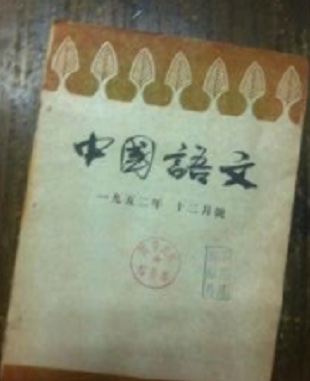 中國語文
一九五二年 十二月號